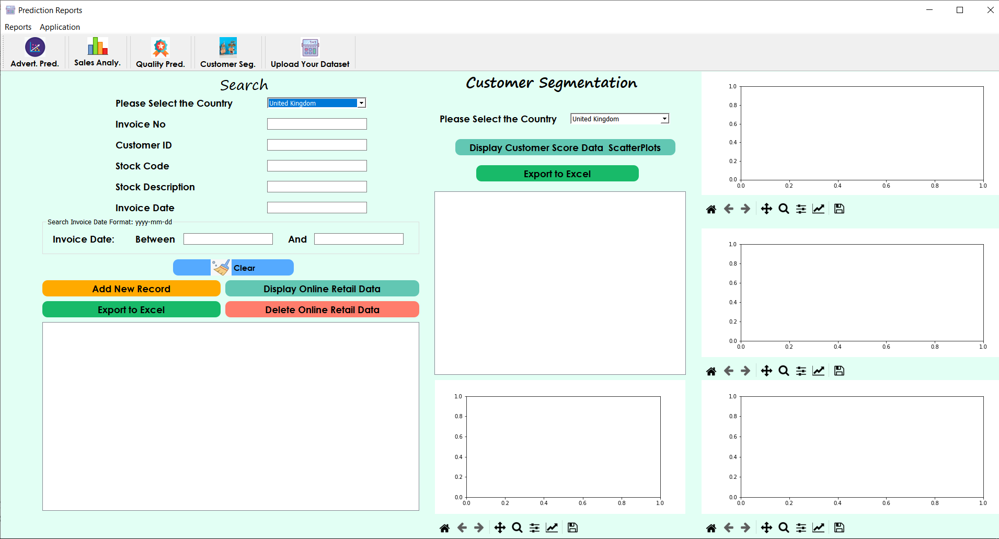 Prediction Reports
Reports Application
Advert. Pred. Sales Analy. Quality Pred. Customer Seg. Upload Your Dataset
Search
Please Select the Country United Kingdom
Invoice No
Customer ID
Stock Code
Stock Description
Invoice Date
Search Invoice Date Format: yyyy-mm-dd
Invoice Date: Between And
Clear
Add New Record Display Online Retail Data
Export to Excel Delete Online Retail Data
Customer Segmentation
Please Select the Country United Kingdom
Display Customer Score Data ScatterPlots
Export to Excel
1.0
0.8
0.6
0.4
0.2
0.0
0.0 0.2 0.4 0.6 0.8 1.0
1.0
0.8
0.6
0.4
0.2
0.0
0.0 0.2 0.4 0.6 0.8 1.0
1.0
0.8
0.6
0.4
0.2
0.0
0.0 0.2 0.4 0.6 0.8 1.0
1.0
0.8
0.6
0.4
0.2
0.0
0.0 0.2 0.4 0.6 0.8 1.0